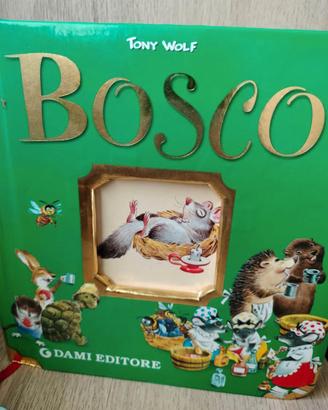 TONY WOLF
BOSCO
DAMI EDITORE